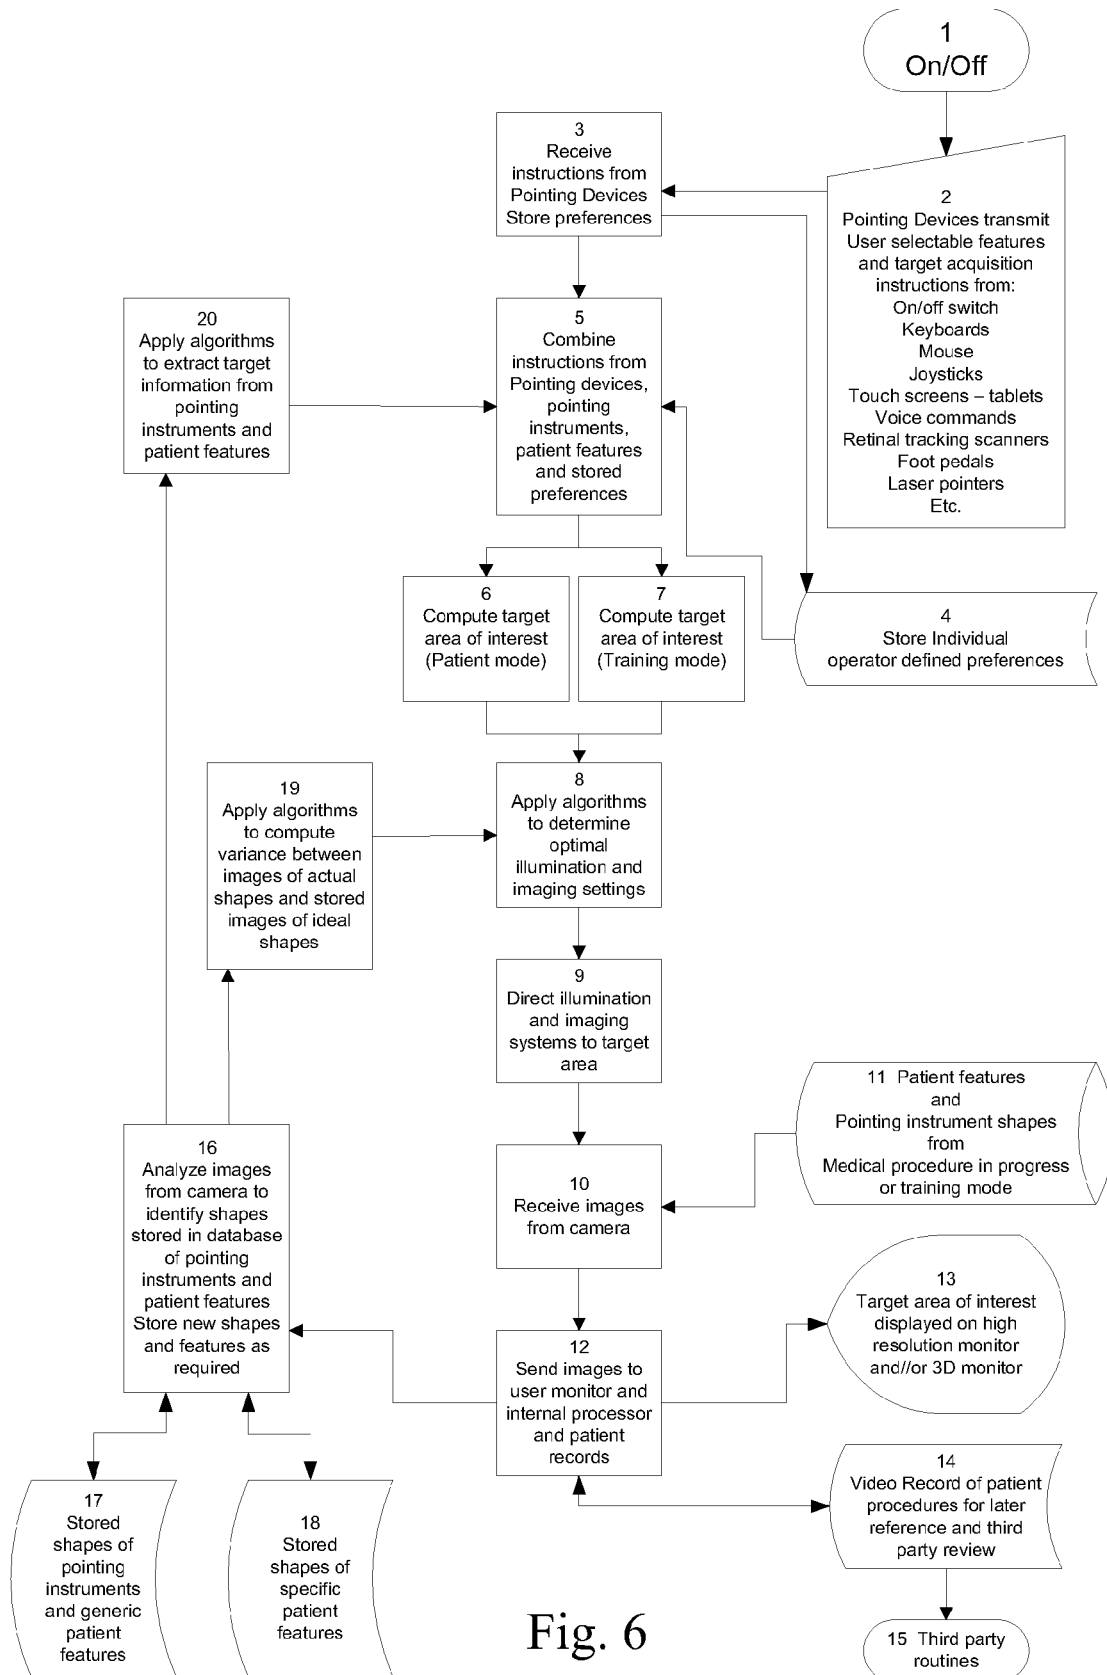 1
On/Off
2
Pointing Devices transmit
User selectable features
and target acquisition
instructions from:
On/off switch
Keyboards
Mouse
Joysticks
Touch screens – tablets
Voice commands
Retinal tracking scanners
Foot pedals
Laser pointers
Etc.
3
Receive
instructions from
Pointing Devices
Store preferences
4
Store Individual
operator defined preferences
5
Combine
instructions from
Pointing devices,
pointing
instruments,
patient features
and stored
preferences
6
Compute target
area of interest
(Patient mode)
7
Compute target
area of interest
(Training mode)
8
Apply algorithms
to determine
optimal
illumination and
imaging settings
9
Direct illumination
and imaging
systems to target
area
10
Receive images
from camera
11 Patient features
and
Pointing instrument shapes
from
Medical procedure in progress
or training mode
12
Send images to
user monitor and
internal processor
and patient
records
13
Target area of interest
displayed on high
resolution monitor
and//or 3D monitor
14
Video Record of patient
procedures for later
reference and third
party review
15 Third party
routines
16
Analyze images
from camera to
identify shapes
stored in database
of pointing
instruments and
patient features
Store new shapes
and features as
required
17
Stored
shapes of
pointing
instruments
and generic
patient
features
18
Stored
shapes of
specific
patient
features
19
Apply algorithms
to compute
variance between
images of actual
shapes and stored
images of ideal
shapes
20
Apply algorithms
to extract target
information from
pointing
instruments and
patient features
Fig. 6